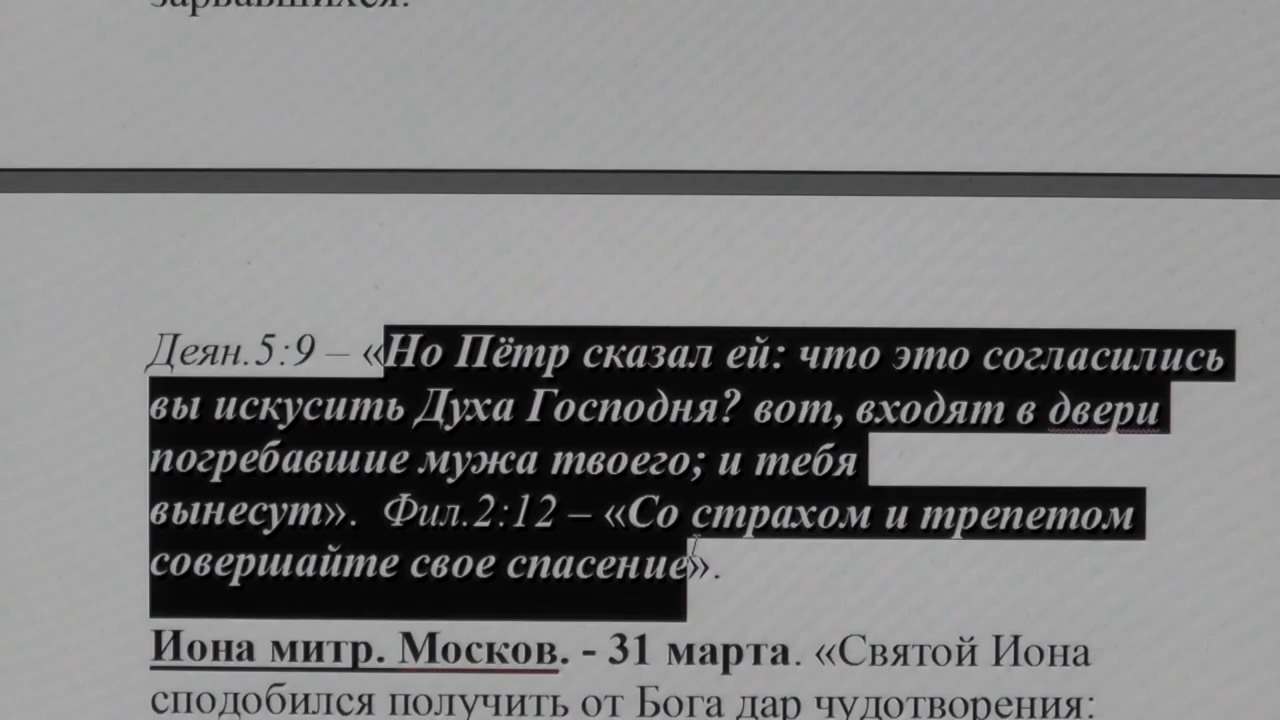 зарвавшихся.
Деян.5:9 – «Но Пётр сказал ей: что это согласились
вы искусить Духа Господня? вот, входят в двери
погребавшие мужа твоего; и тебя
вынесут».  Фил.2:12 – «Со страхом и трепетом
совершайте свое спасение».
Иона митр. Москов. - 31 марта. «Святой Иона
сподобился получить от Бога дар чудотворения: